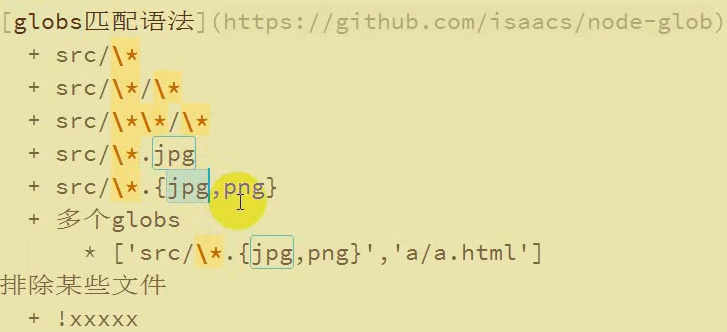 [globs匹配语法](https://github.com/isaacs/node-glob)
+ src/\*
+ src/\*/\*
+ src/\*\*/\*
+ src/\*.jpg
+ src/\*.{jpg,png}
+ 多个globs
* ['src/\*.{jpg,png}','a/a.html']
排除某些文件
+ !xxxxx